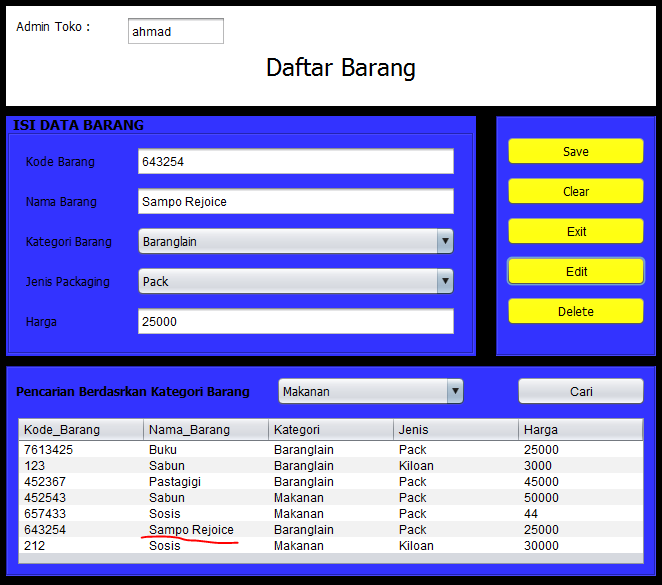 Admin Toko : ahmad
Daftar Barang
ISI DATA BARANG
Kode Barang 643254
Nama Barang Sampo Rejoice
Kategori Barang Baranglain
Jenis Packaging Pack
Harga 25000
Save
Clear
Exit
Edit
Delete
Pencarian Berdasrkan Kategori Barang Makanan Cari
Kode_Barang Nama_Barang Kategori Jenis Harga
7613425 Buku Baranglain Pack 25000
123 Sabun Baranglain Kiloan 3000
452367 Pastagigi Baranglain Pack 45000
452543 Sabun Makanan Pack 50000
657433 Sosis Makanan Pack 44
643254 Sampo Rejoice Baranglain Pack 25000
212 Sosis Makanan Kiloan 30000